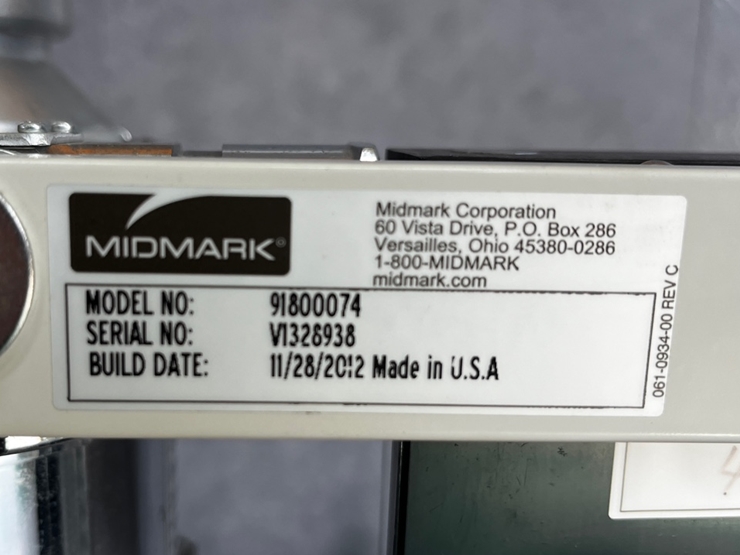 MIDMARK®
Midmark Corporation
60 Vista Drive, P.O. Box 286
Versailles, Ohio 45380-0286
1-800-MIDMARK
midmark.com
MODEL NO: 91800074
SERIAL NO: V1328938
BUILD DATE: 11/28/2012 Made in U.S.A
061-0934-00 REV C